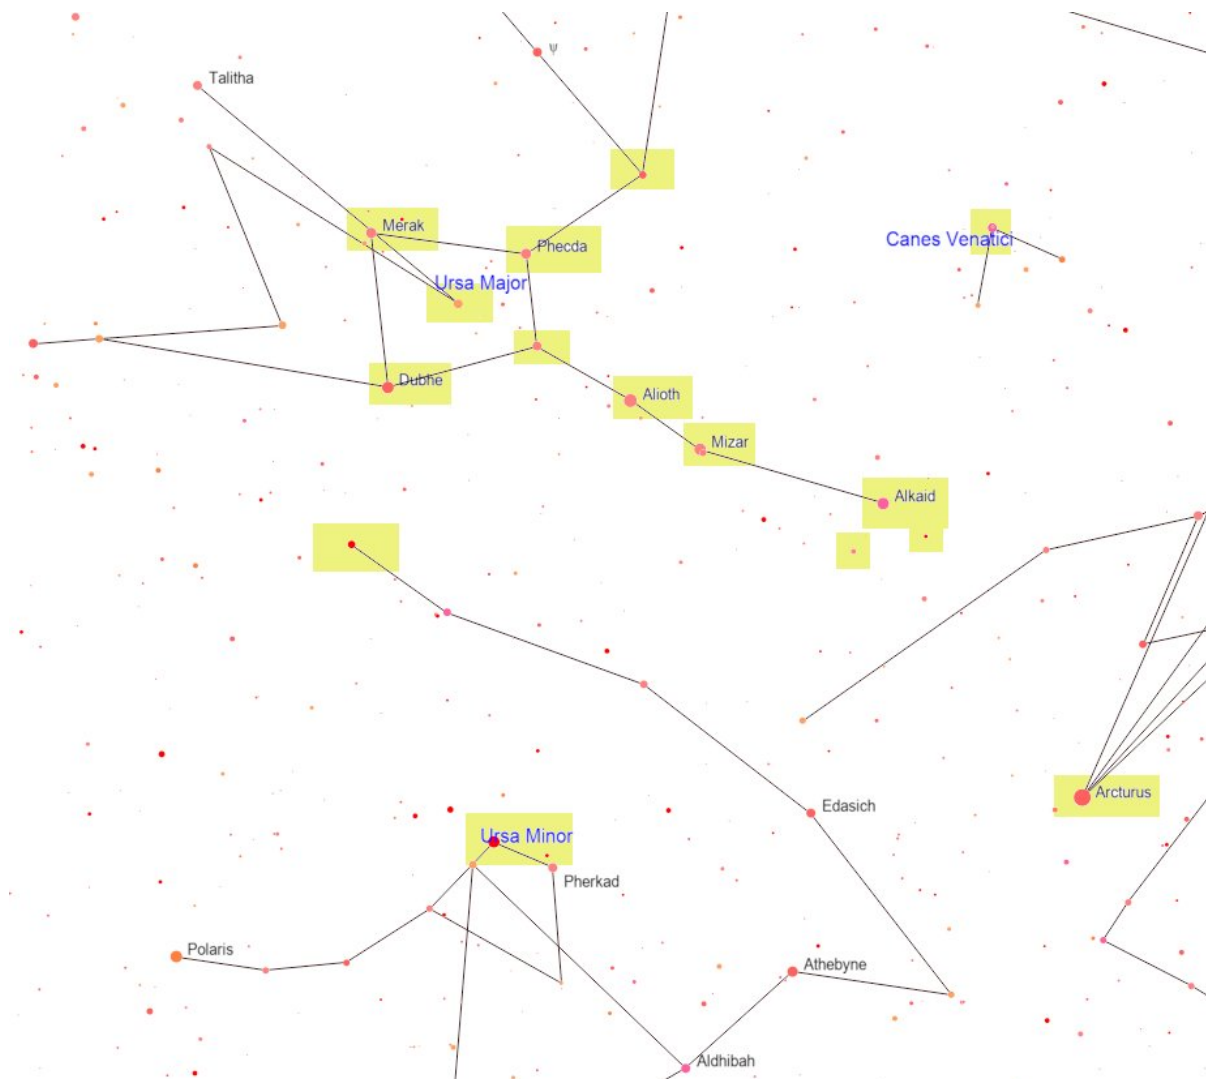 ψ
Talitha
Merak
Phecda
Canes Venatici
Ursa Major
Dubhe
Alioth
Mizar
Alkaid
Arcturus
Edasich
Ursa Minor
Pherkad
Polaris
Athebyne
Aldhibah